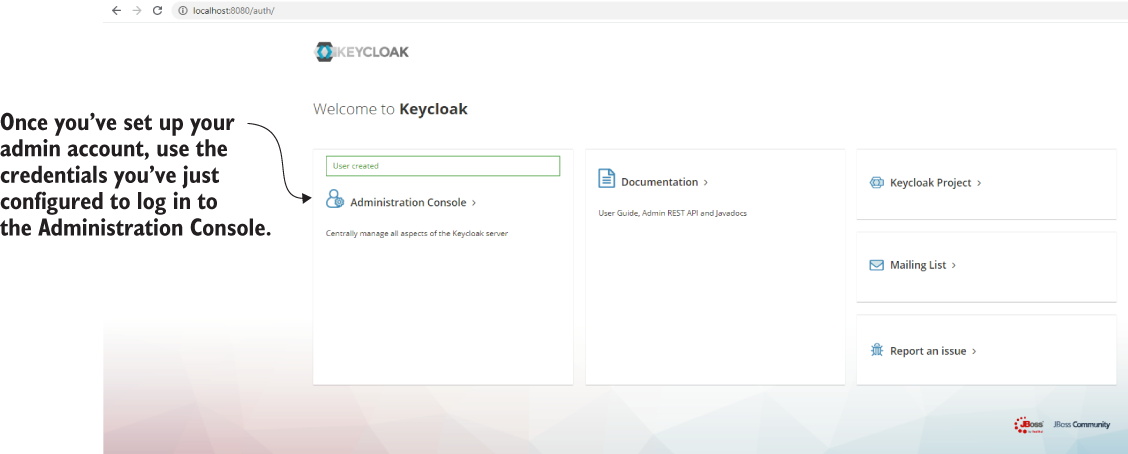 localhost:8080/auth/
KEYCLOAK
Welcome to Keycloak
Once you've set up your
admin account, use the
credentials you've just
configured to log in to
the Administration Console.
User created
Administration Console
Centrally manage all aspects of the Keycloak server
Documentation
User Guide, Admin REST API and Javadocs
Keycloak Project
Mailing List
Report an issue
JBoss
JBoss Community